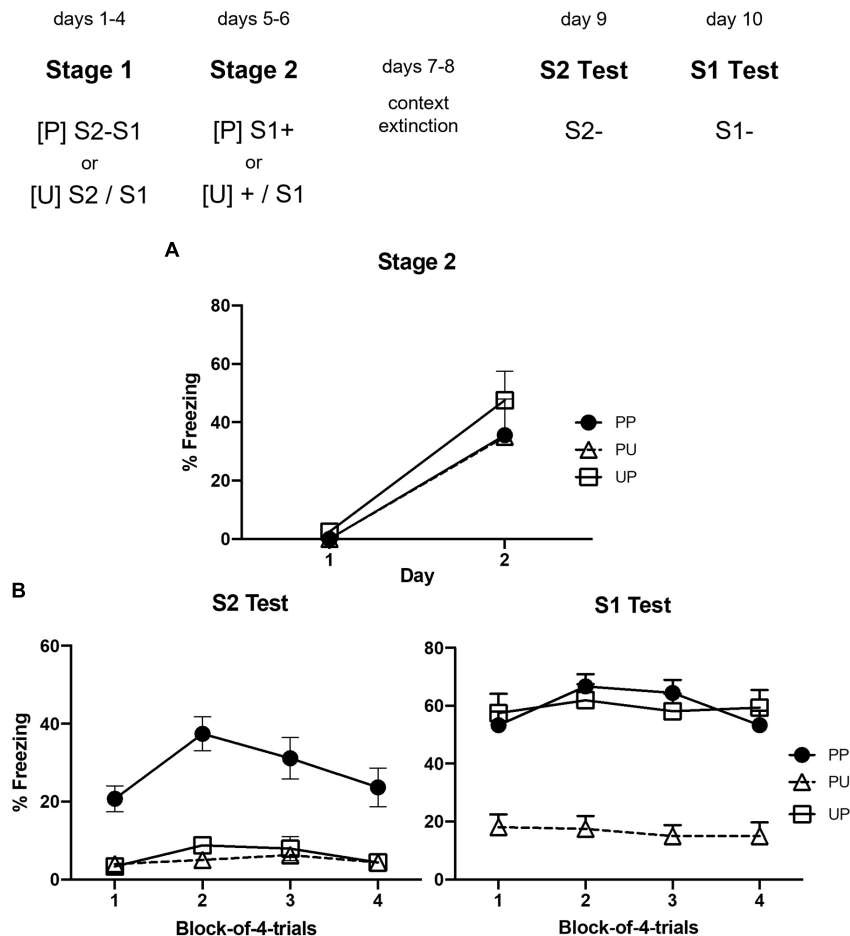 days 1-4 days 5-6 day 9 day 10
Stage 1 Stage 2 days 7-8 S2 Test S1 Test
context
extinction
[P] S2-S1 [P] S1+ S2- S1-
or or
[U] S2 / S1 [U] + / S1
A
Stage 2
80
60
40
20
0
% Freezing
1 2
Day
PP
PU
UP
B
S2 Test
60
40
20
0
% Freezing
1 2 3 4
Block-of-4-trials
S1 Test
80
60
40
20
0
1 2 3 4
Block-of-4-trials
PP
PU
UP